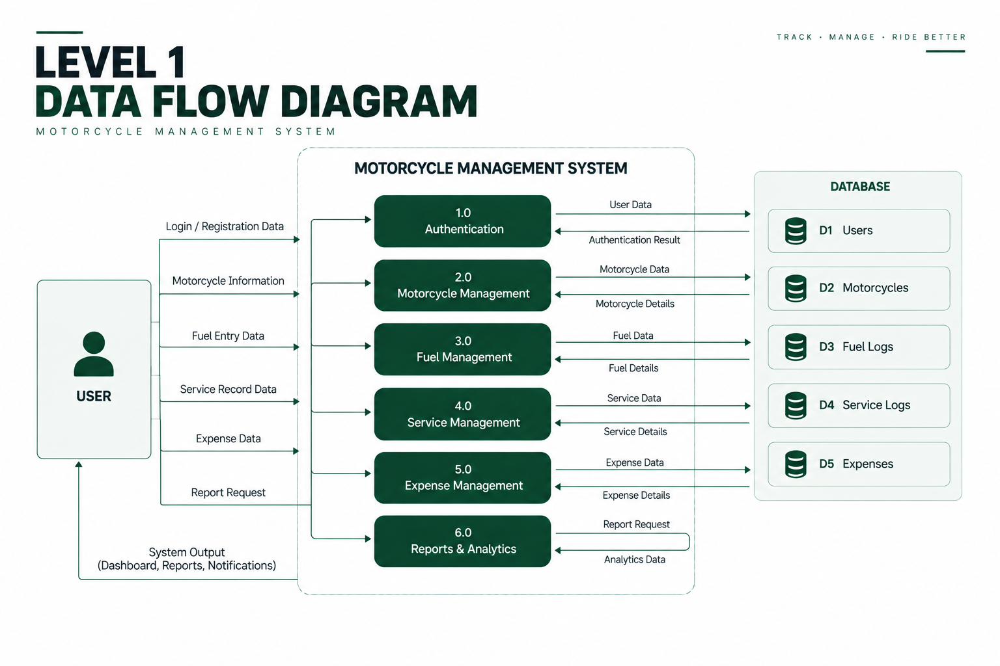 TRACK · MANAGE · RIDE BETTER
LEVEL 1
DATA FLOW DIAGRAM
MOTORCYCLE MANAGEMENT SYSTEM
MOTORCYCLE MANAGEMENT SYSTEM
DATABASE
Login / Registration Data
Motorcycle Information
Fuel Entry Data
Service Record Data
Expense Data
Report Request
USER
System Output
(Dashboard, Reports, Notifications)
1.0
Authentication
2.0
Motorcycle Management
3.0
Fuel Management
4.0
Service Management
5.0
Expense Management
6.0
Reports & Analytics
User Data
Authentication Result
Motorcycle Data
Motorcycle Details
Fuel Data
Fuel Details
Service Data
Service Details
Expense Data
Expense Details
Report Request
Analytics Data
D1 Users
D2 Motorcycles
D3 Fuel Logs
D4 Service Logs
D5 Expenses